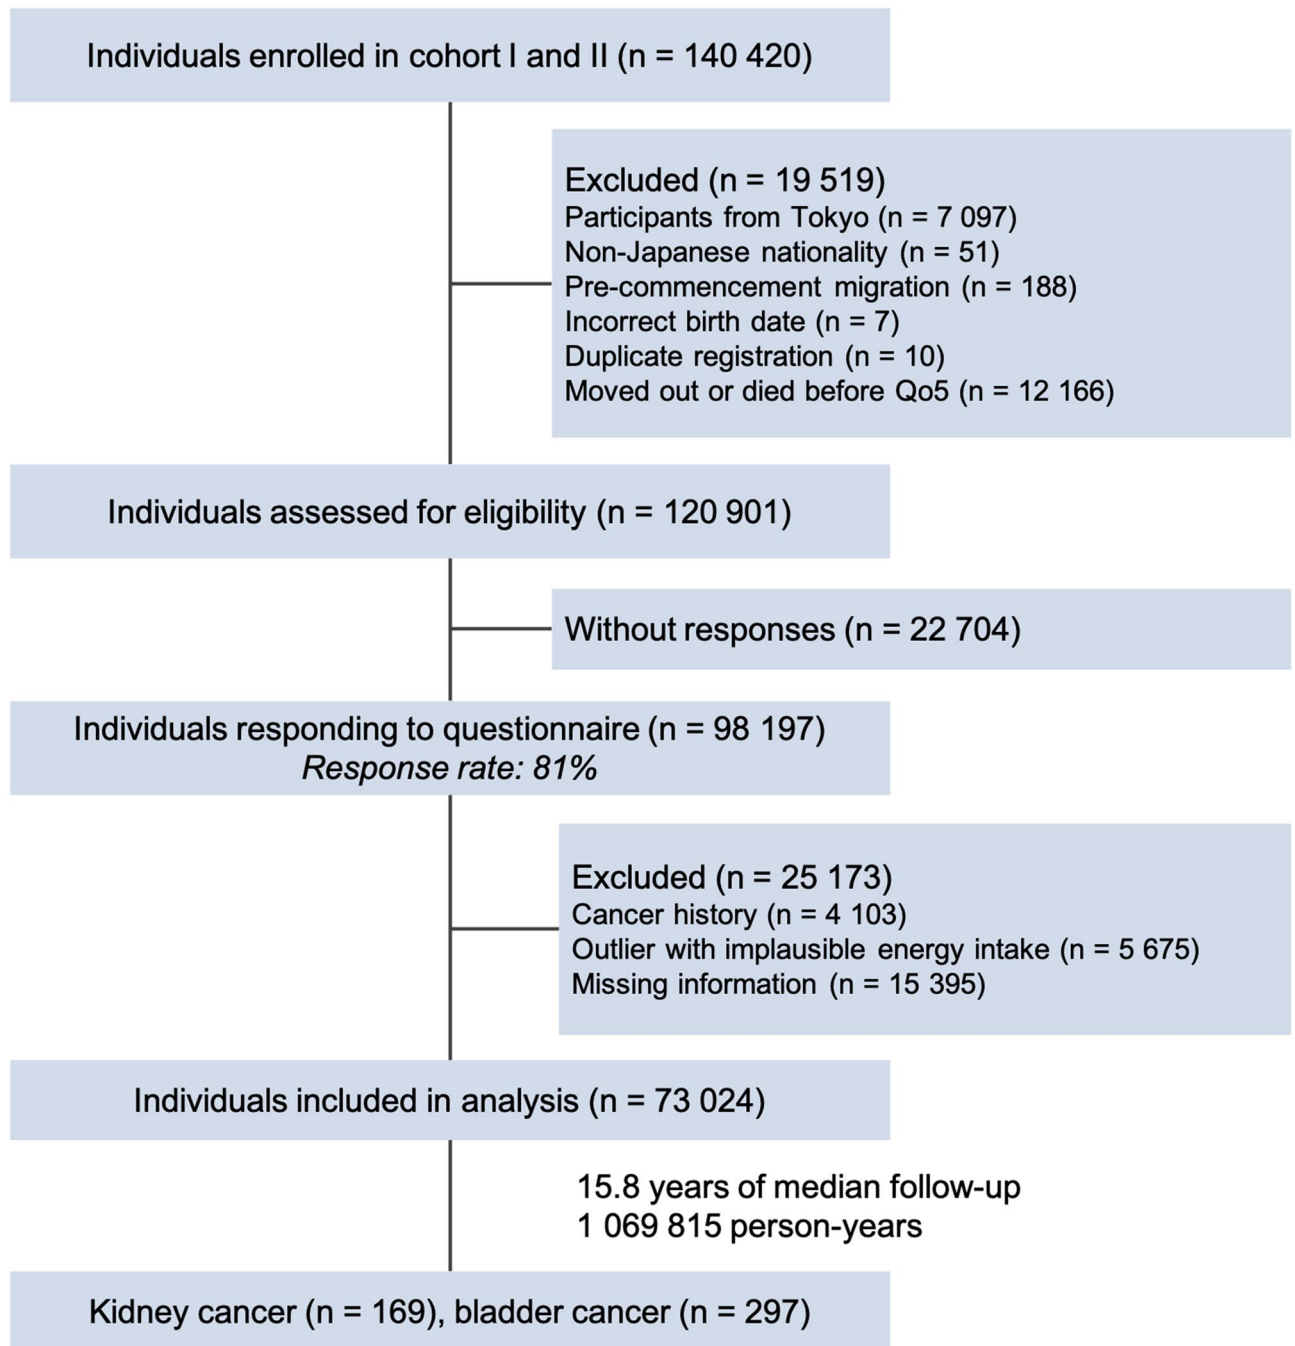 Individuals enrolled in cohort I and II (n = 140 420)
Excluded (n = 19 519)
Participants from Tokyo (n = 7 097)
Non-Japanese nationality (n = 51)
Pre-commencement migration (n = 188)
Incorrect birth date (n = 7)
Duplicate registration (n = 10)
Moved out or died before Qo5 (n = 12 166)
Individuals assessed for eligibility (n = 120 901)
Without responses (n = 22 704)
Individuals responding to questionnaire (n = 98 197)
Response rate: 81%
Excluded (n = 25 173)
Cancer history (n = 4 103)
Outlier with implausible energy intake (n = 5 675)
Missing information (n = 15 395)
Individuals included in analysis (n = 73 024)
15.8 years of median follow-up
1 069 815 person-years
Kidney cancer (n = 169), bladder cancer (n = 297)